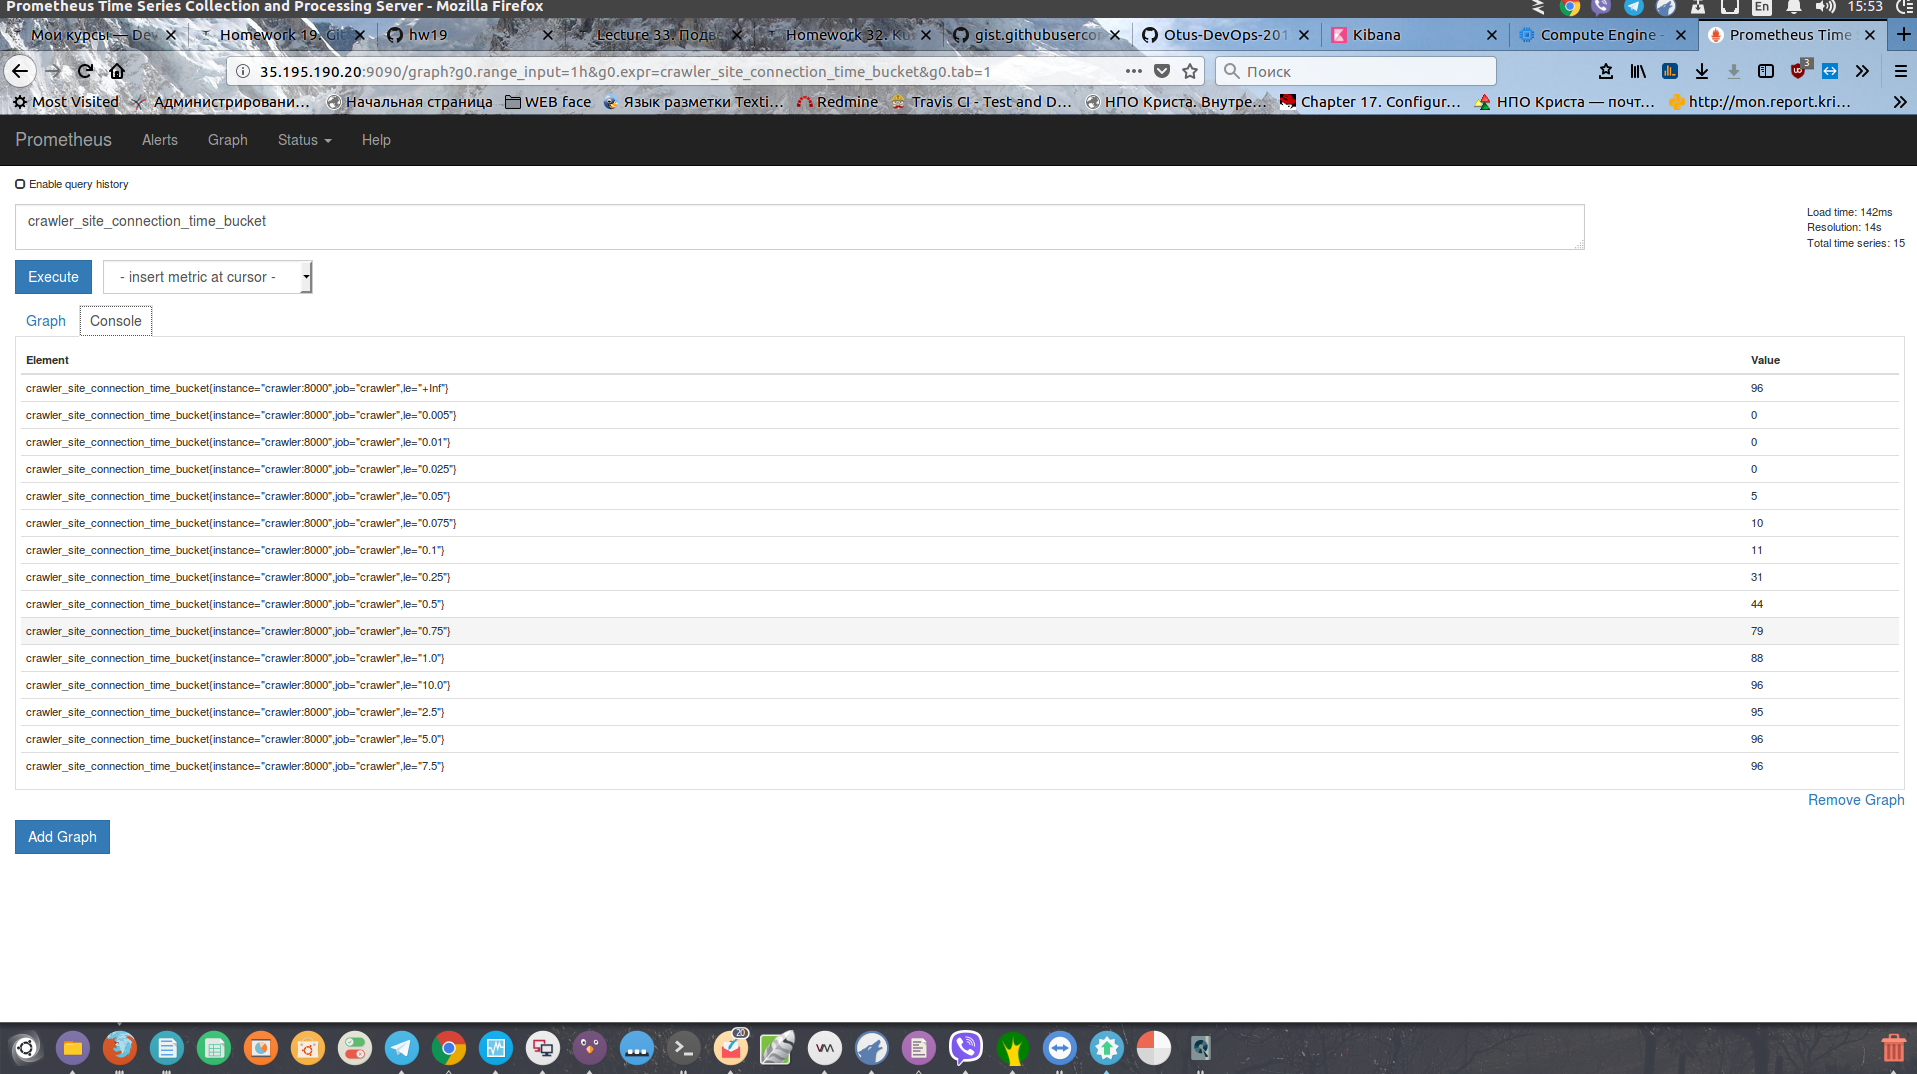 Prometheus Time Series Collection and Processing Server - Mozilla Firefox
En 15:53
Мои курсы — De
Homework 19. Git
hw19
Lecture 33. Подв
Homework 32. Ku
gist.githubusercon
Otus-DevOps-201
Kibana
Compute Engine -
Prometheus Time
35.195.190.20:9090/graph?g0.range_input=1h&g0.expr=crawler_site_connection_time_bucket&g0.tab=1
Поиск
3
Most Visited
Администрировани…
Начальная страница
WEB face
Язык разметки Texti…
Redmine
Travis CI - Test and D…
НПО Криста. Внутре…
Chapter 17. Configur…
НПО Криста — почт…
http://mon.report.kri…
Prometheus Alerts Graph Status Help
Enable query history
crawler_site_connection_time_bucket
Load time: 142ms
Resolution: 14s
Total time series: 15
Execute - insert metric at cursor -
Graph Console
Element Value
crawler_site_connection_time_bucket{instance="crawler:8000",job="crawler",le="+Inf"} 96
crawler_site_connection_time_bucket{instance="crawler:8000",job="crawler",le="0.005"} 0
crawler_site_connection_time_bucket{instance="crawler:8000",job="crawler",le="0.01"} 0
crawler_site_connection_time_bucket{instance="crawler:8000",job="crawler",le="0.025"} 0
crawler_site_connection_time_bucket{instance="crawler:8000",job="crawler",le="0.05"} 5
crawler_site_connection_time_bucket{instance="crawler:8000",job="crawler",le="0.075"} 10
crawler_site_connection_time_bucket{instance="crawler:8000",job="crawler",le="0.1"} 11
crawler_site_connection_time_bucket{instance="crawler:8000",job="crawler",le="0.25"} 31
crawler_site_connection_time_bucket{instance="crawler:8000",job="crawler",le="0.5"} 44
crawler_site_connection_time_bucket{instance="crawler:8000",job="crawler",le="0.75"} 79
crawler_site_connection_time_bucket{instance="crawler:8000",job="crawler",le="1.0"} 88
crawler_site_connection_time_bucket{instance="crawler:8000",job="crawler",le="10.0"} 96
crawler_site_connection_time_bucket{instance="crawler:8000",job="crawler",le="2.5"} 95
crawler_site_connection_time_bucket{instance="crawler:8000",job="crawler",le="5.0"} 96
crawler_site_connection_time_bucket{instance="crawler:8000",job="crawler",le="7.5"} 96
Remove Graph
Add Graph
20